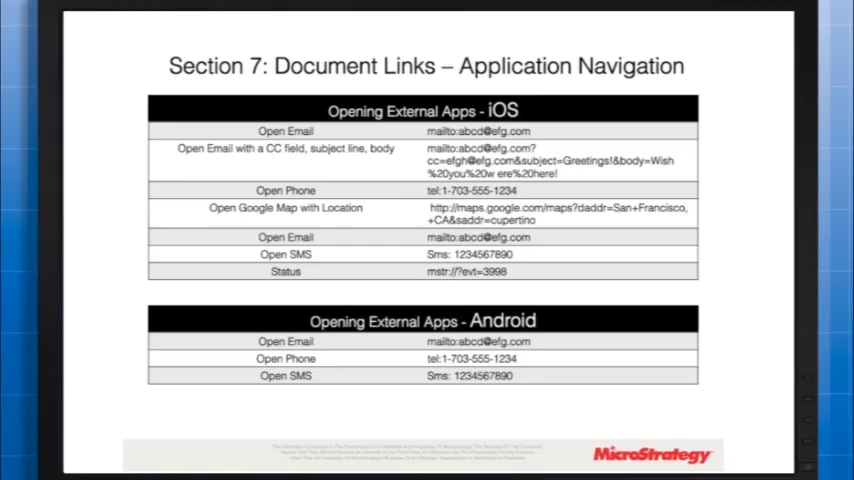 Section 7: Document Links – Application Navigation
Opening External Apps - iOS
Open Email mailto:abcd@efg.com
Open Email with a CC field, subject line, body mailto:abcd@efg.com?
cc=efgh@efg.com&subject=Greetings!&body=Wish
%20you%20w ere%20here!
Open Phone tel:1-703-555-1234
Open Google Map with Location http://maps.google.com/maps?daddr=San+Francisco,
+CA&saddr=cupertino
Open Email mailto:abcd@efg.com
Open SMS Sms: 1234567890
Status mstr://?evt=3998
Opening External Apps - Android
Open Email mailto:abcd@efg.com
Open Phone tel:1-703-555-1234
Open SMS Sms: 1234567890
MicroStrategy